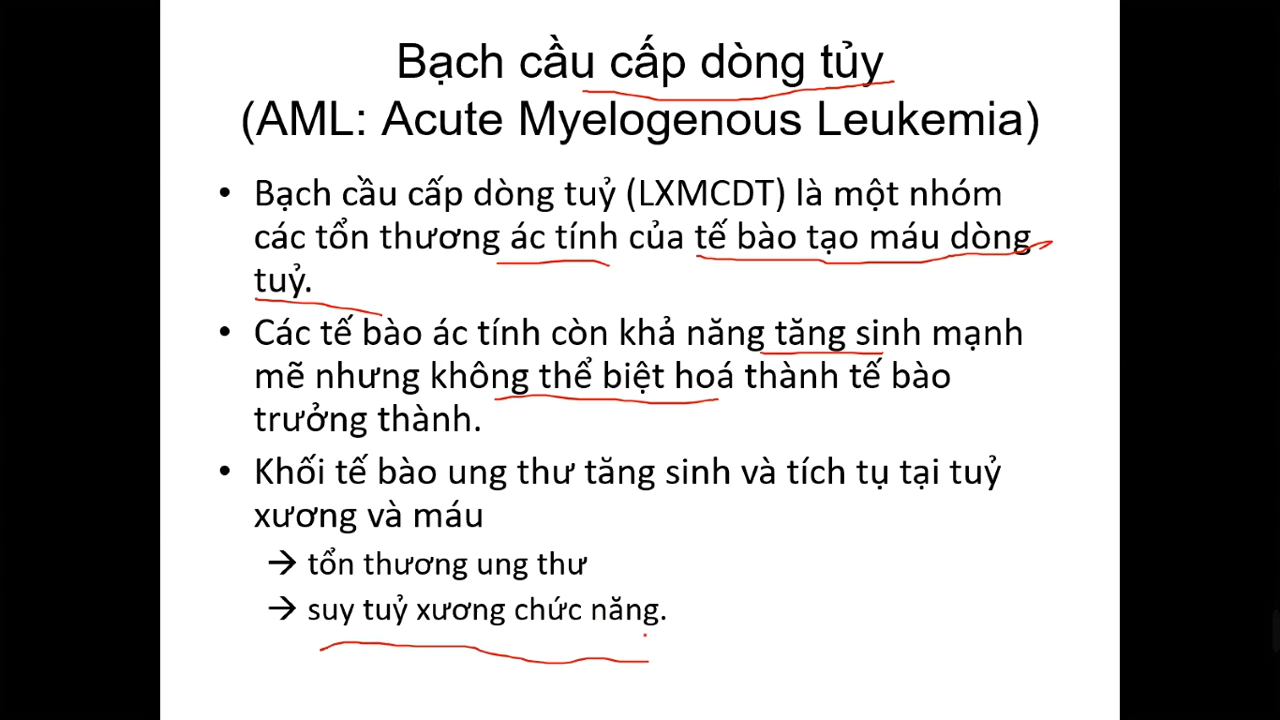 Bạch cầu cấp dòng tủy
(AML: Acute Myelogenous Leukemia)
• Bạch cầu cấp dòng tuỷ (LXMCDT) là một nhóm
các tổn thương ác tính của tế bào tạo máu dòng
tuỷ.
• Các tế bào ác tính còn khả năng tăng sinh mạnh
mẽ nhưng không thể biệt hoá thành tế bào
trưởng thành.
• Khối tế bào ung thư tăng sinh và tích tụ tại tuỷ
xương và máu
→ tổn thương ung thư
→ suy tuỷ xương chức năng.